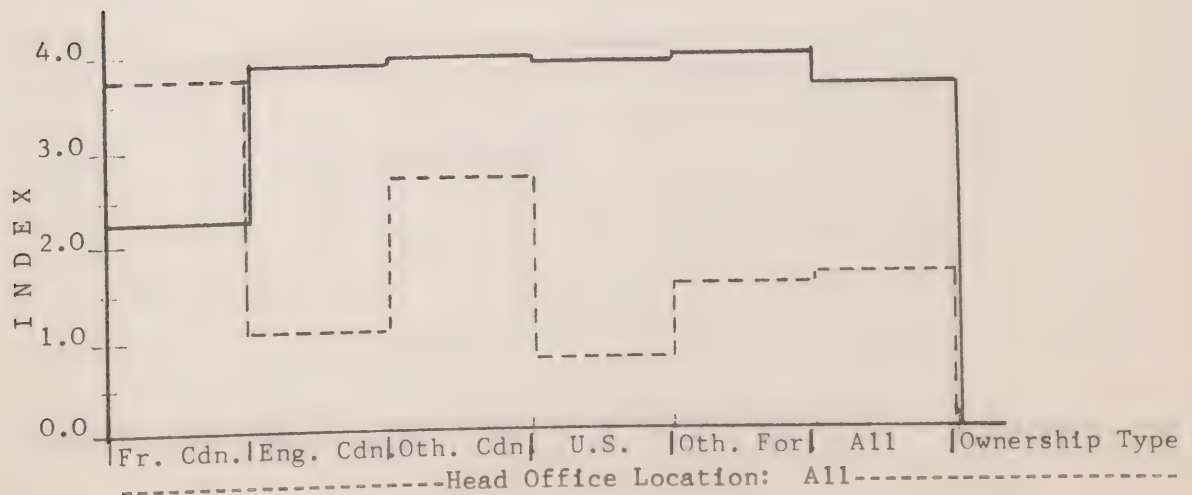 4.0
3.0
2.0
1.0
0.0
INDEX
Fr. Cdn. Eng. Cdn. Oth. Cdn U.S. Oth. For All Ownership Type
Head Office Location: All